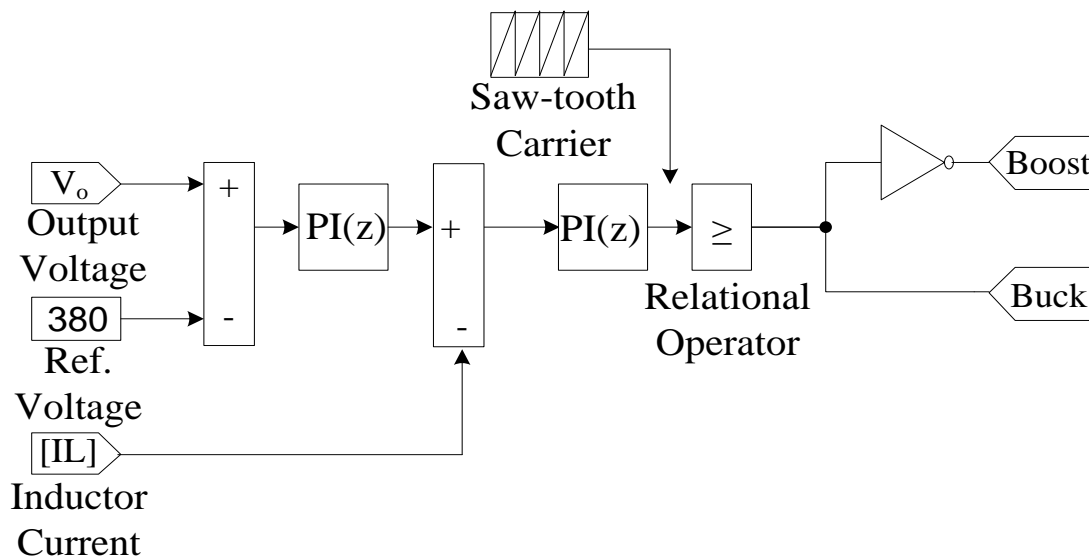 Saw-tooth
Carrier
Vₒ
Output
Voltage
+
-
380
Ref.
Voltage
[IL]
Inductor
Current
PI(z)
+
-
PI(z)
≥
Relational
Operator
Boost
Buck